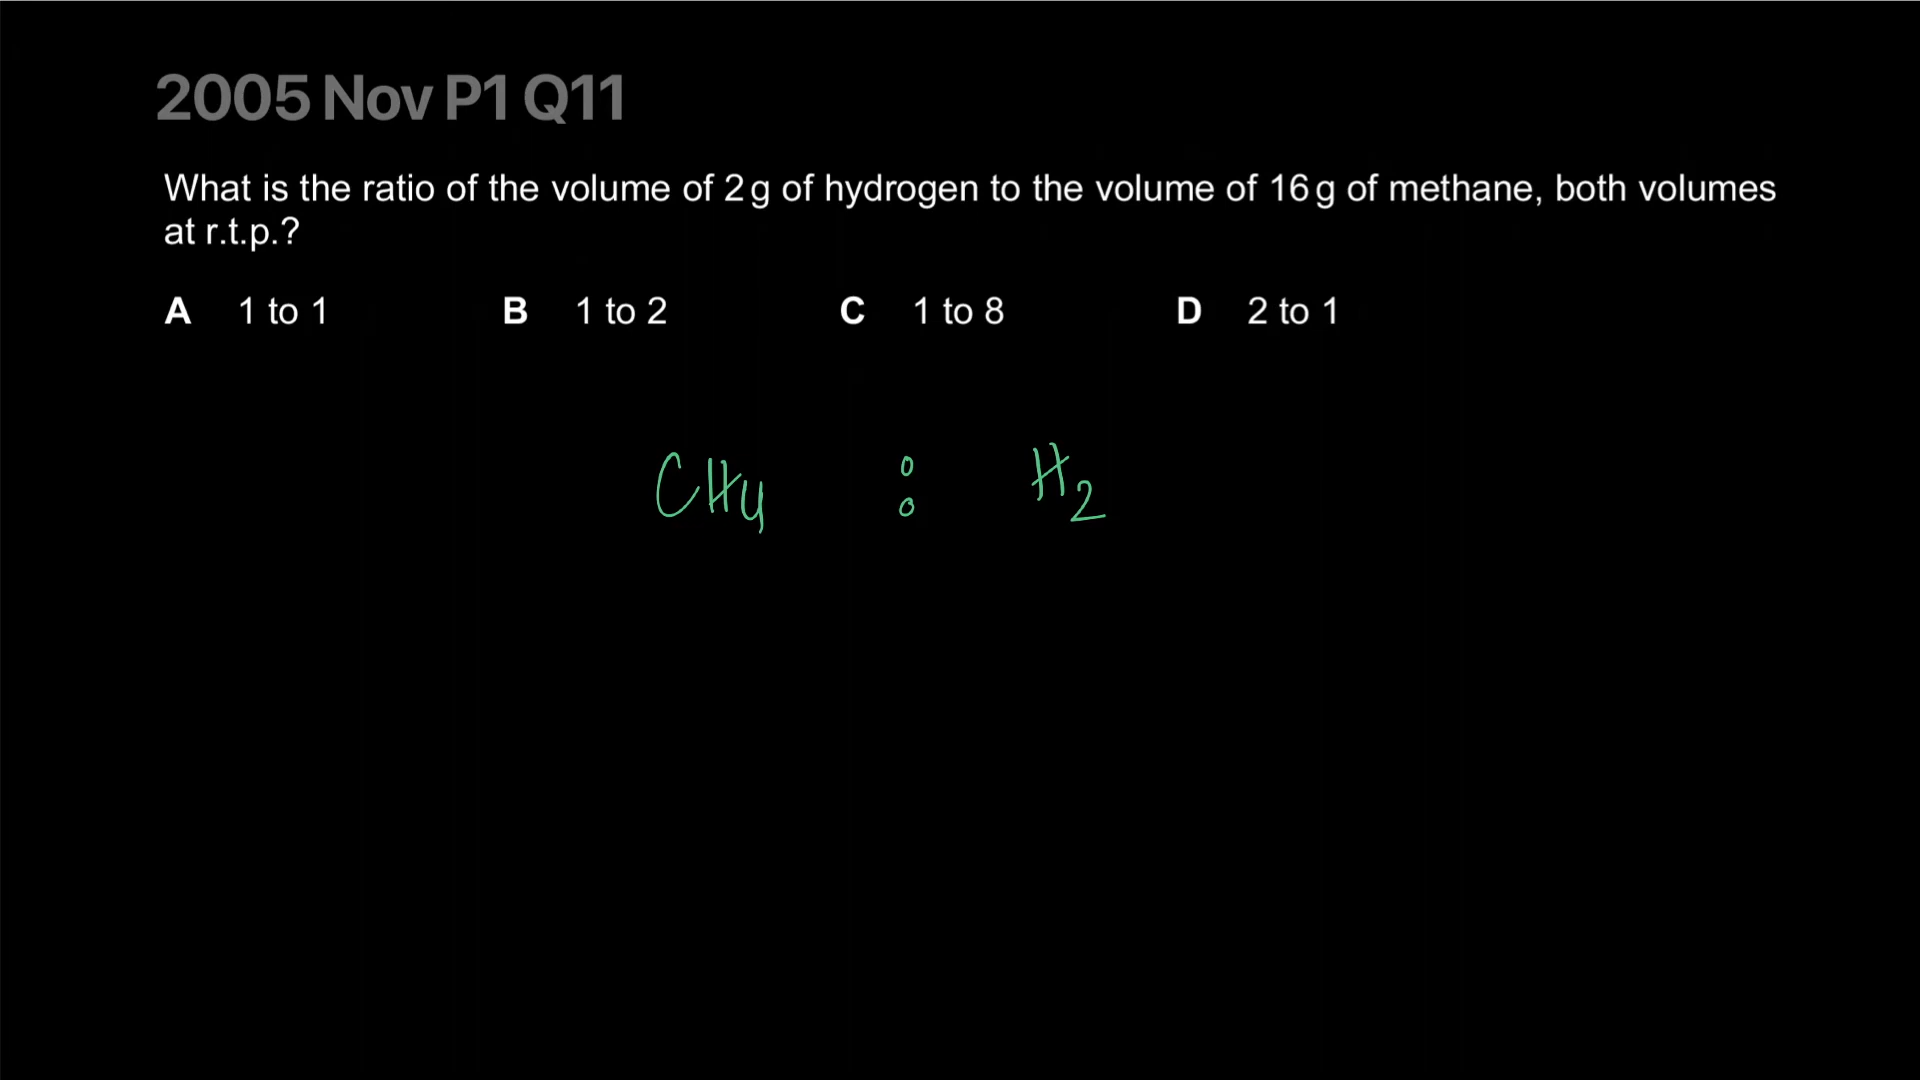 2005 Nov P1 Q11
What is the ratio of the volume of 2 g of hydrogen to the volume of 16 g of methane, both volumes
at r.t.p.?
A 1 to 1 B 1 to 2 C 1 to 8 D 2 to 1
CH4 : H2